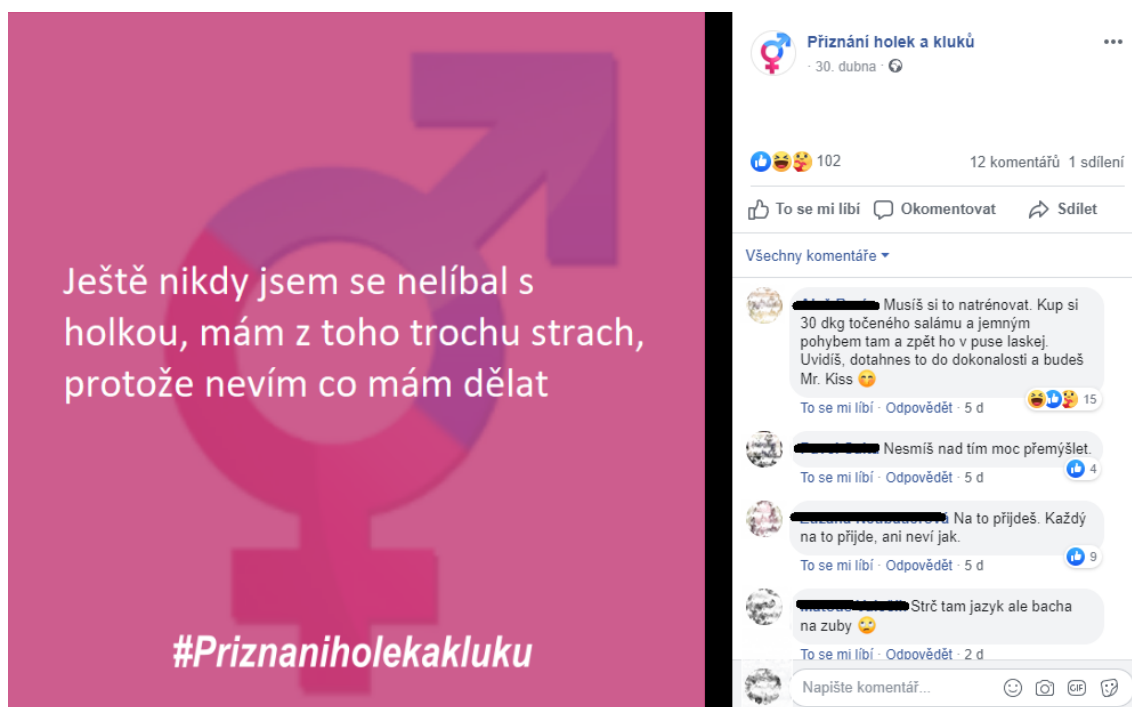 Ještě nikdy jsem se nelíbal s
holkou, mám z toho trochu strach,
protože nevím co mám dělat
#Priznaniholekakluku
Přiznání holek a kluků
· 30. dubna ·
102
12 komentářů 1 sdílení
To se mi líbí Okomentovat Sdílet
Všechny komentáře
Musíš si to natrénovat. Kup si
30 dkg točeného salámu a jemným
pohybem tam a zpět ho v puse laskej.
Uvidíš, dotahnes to do dokonalosti a budeš
Mr. Kiss
15
To se mi líbí · Odpovědět · 5 d
Nesmíš nad tím moc přemýšlet.
4
To se mi líbí · Odpovědět · 5 d
Na to přijdeš. Každý
na to přijde, ani neví jak.
9
To se mi líbí · Odpovědět · 5 d
Strč tam jazyk ale bacha
na zuby
To se mi líbí · Odpovědět · 2 d
Napište komentář...
GIF